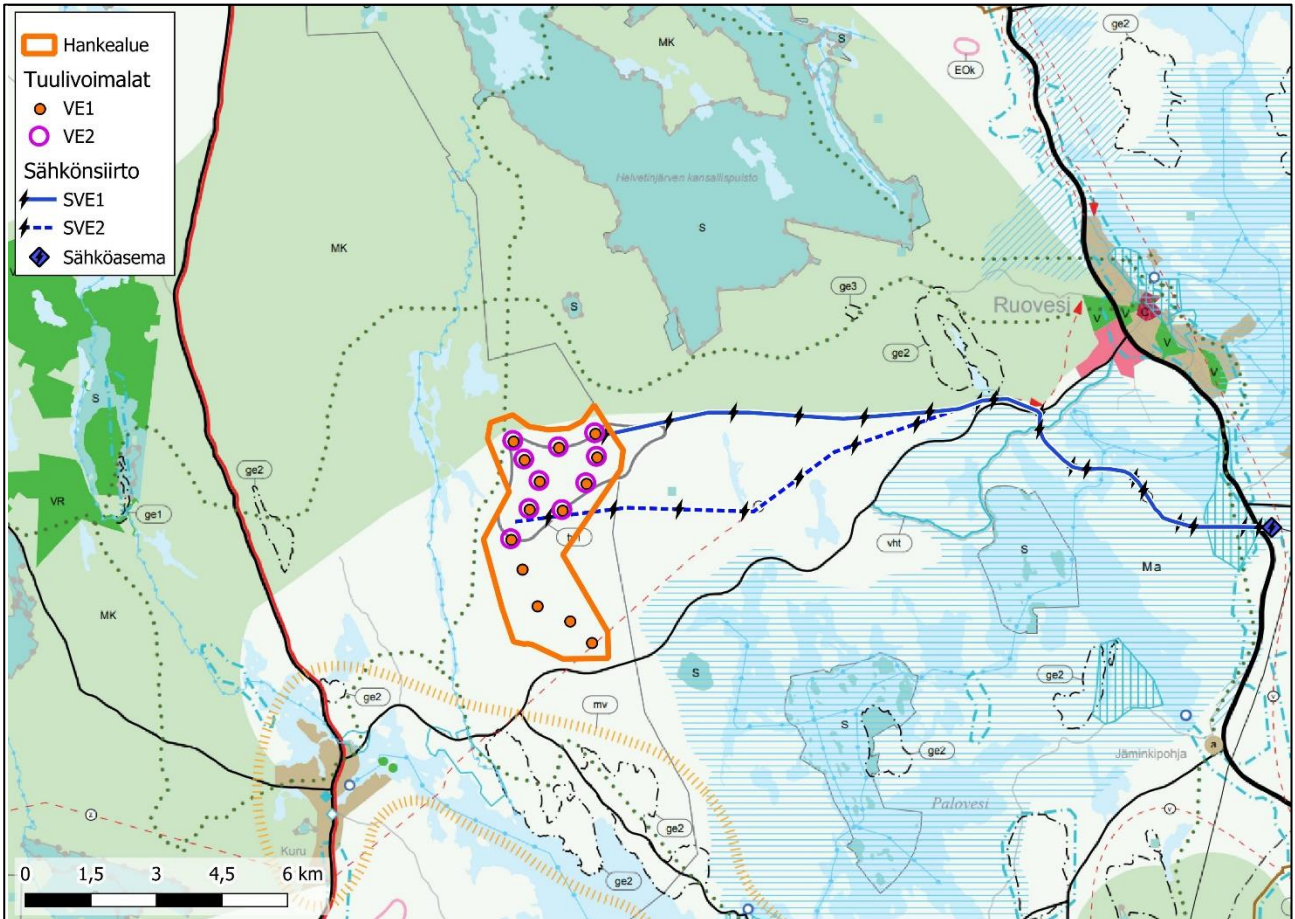 Hankealue
Tuulivoimalat
VE1
VE2
Sähkönsiirto
SVE1
SVE2
Sähköasema
MK
S
EOk
ge2
Helvetinjärven kansallispuisto
S
MK
S
ge3
Ruovesi
V
V
C
V
V
ge2
S
VR
ge1
ge2
vht
S
Ma
MK
ge2
mv
S
ge2
S
ge2
Jäminkipohja
a
Palovesi
v
v
z
ge2
Kuru
ge2
0 1,5 3 4,5 6 km